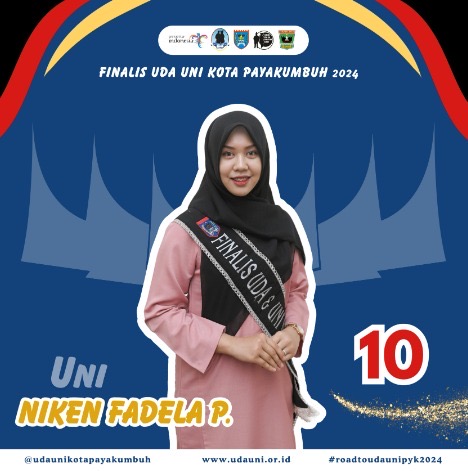 FINALIS UDA UNI KOTA PAYAKUMBUH 2024
FINALIS UDA & UNI
10
UNI
NIKEN FADELA P.
@udaunikotapayakumbuh
www.udauni.or.id
#roadtoudaunipyk2024